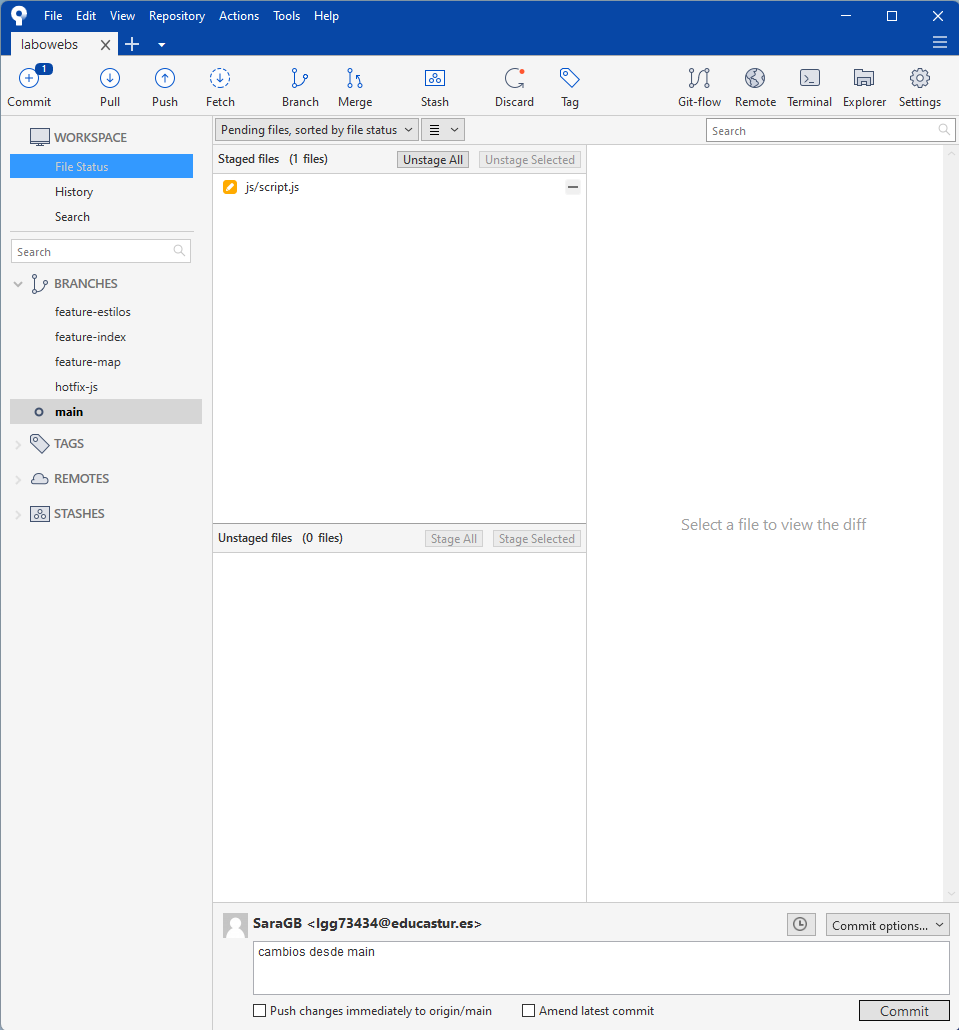 File Edit View Repository Actions Tools Help
labowebs
1
Commit Pull Push Fetch Branch Merge Stash Discard Tag Git-flow Remote Terminal Explorer Settings
WORKSPACE
File Status
History
Search
Search
BRANCHES
feature-estilos
feature-index
feature-map
hotfix-js
main
TAGS
REMOTES
STASHES
Pending files, sorted by file status
Search
Staged files (1 files) Unstage All Unstage Selected
js/script.js
Unstaged files (0 files) Stage All Stage Selected
Select a file to view the diff
SaraGB <lgg73434@educastur.es> Commit options...
cambios desde main
Push changes immediately to origin/main Amend latest commit Commit